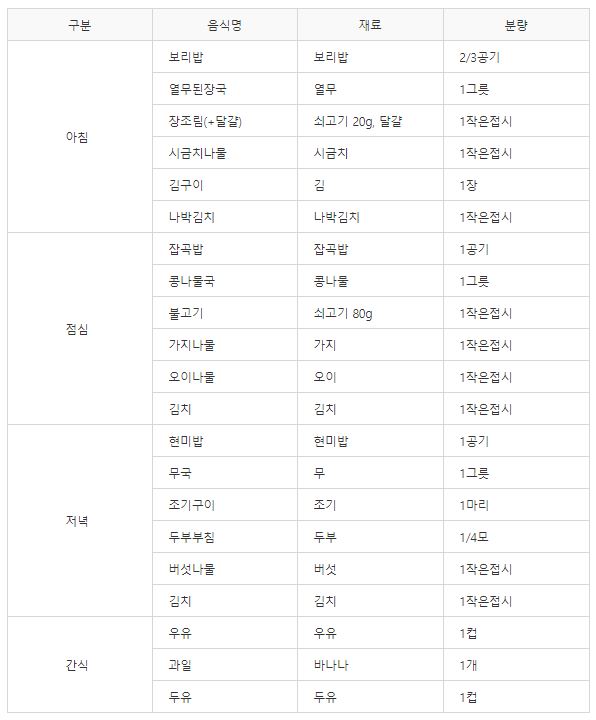 구분 음식명 재료 분량
아침
보리밥 보리밥 2/3공기
열무된장국 열무 1그릇
장조림(+달걀) 쇠고기 20g, 달걀 1작은접시
시금치나물 시금치 1작은접시
김구이 김 1장
나박김치 나박김치 1작은접시
점심
잡곡밥 잡곡밥 1공기
콩나물국 콩나물 1그릇
불고기 쇠고기 80g 1작은접시
가지나물 가지 1작은접시
오이나물 오이 1작은접시
김치 김치 1작은접시
저녁
현미밥 현미밥 1공기
무국 무 1그릇
조기구이 조기 1마리
두부부침 두부 1/4모
버섯나물 버섯 1작은접시
김치 김치 1작은접시
간식
우유 우유 1컵
과일 바나나 1개
두유 두유 1컵